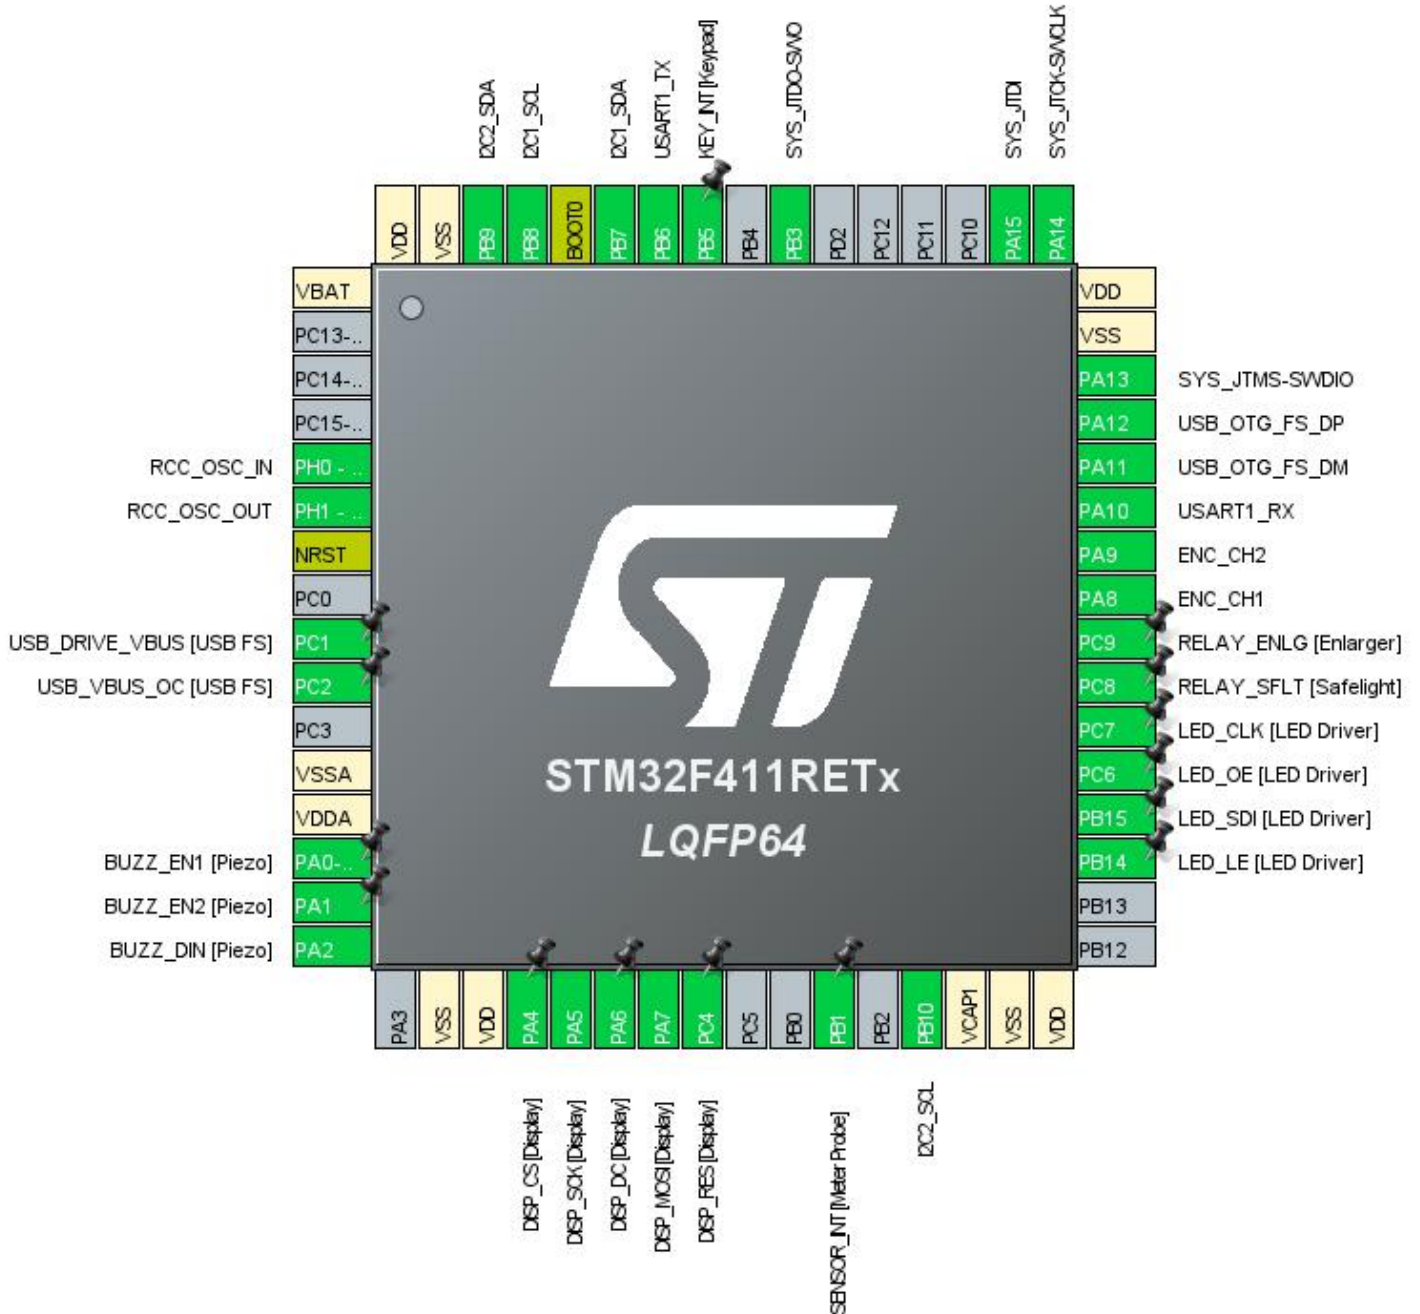 I2C2_SDA
I2C1_SCL
I2C1_SDA
USART1_TX
KEY_INT [Keypad]
SYS_JTDO-SWO
SYS_JTDI
SYS_JTCK-SWCLK
VDD
VSS
PB9
PB8
BOOT0
PB7
PB6
PB5
PB4
PB3
PD2
PC12
PC11
PC10
PA15
PA14
VBAT
PC13-..
PC14-..
PC15-..
RCC_OSC_IN PH0 - ..
RCC_OSC_OUT PH1 - ..
NRST
PC0
USB_DRIVE_VBUS [USB FS] PC1
USB_VBUS_OC [USB FS] PC2
PC3
VSSA
VDDA
BUZZ_EN1 [Piezo] PA0-..
BUZZ_EN2 [Piezo] PA1
BUZZ_DIN [Piezo] PA2
ST
STM32F411RETx
LQFP64
VDD
VSS
PA13 SYS_JTMS-SWDIO
PA12 USB_OTG_FS_DP
PA11 USB_OTG_FS_DM
PA10 USART1_RX
PA9 ENC_CH2
PA8 ENC_CH1
PC9 RELAY_ENLG [Enlarger]
PC8 RELAY_SFLT [Safelight]
PC7 LED_CLK [LED Driver]
PC6 LED_OE [LED Driver]
PB15 LED_SDI [LED Driver]
PB14 LED_LE [LED Driver]
PB13
PB12
PA3
VSS
VDD
PA4
PA5
PA6
PA7
PC4
PC5
PB0
PB1
PB2
PB10
VCAP1
VSS
VDD
DISP_CS [Display]
DISP_SCK [Display]
DISP_DC [Display]
DISP_MOSI [Display]
DISP_RES [Display]
SENSOR_INT [Meter Probe]
I2C2_SCL